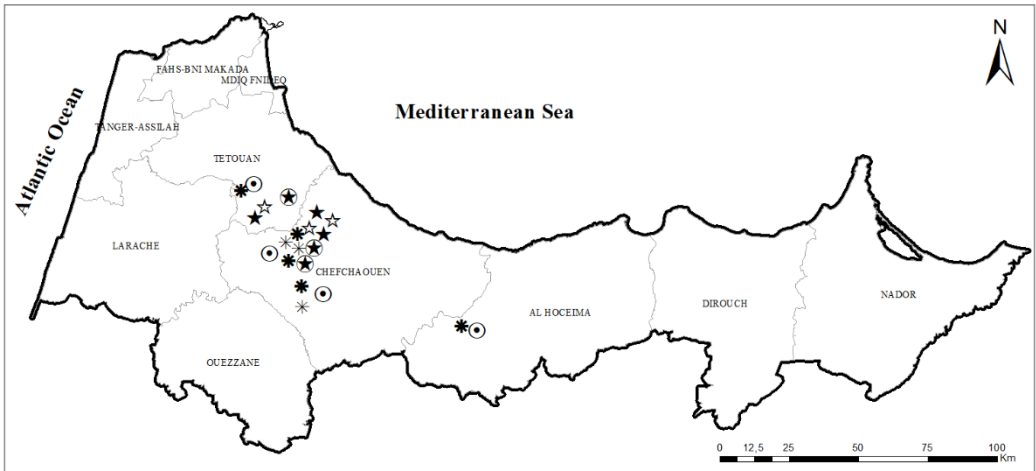 N
FAHS-BNI MAKADA
MDIQ FNIDEQ
Mediterranean Sea
Atlantic Ocean
TANGER-ASSILAH
TETOUAN
LARACHE
CHEFCHAOUEN
NADOR
DIROUCH
AL HOCEIMA
OUEZZANE
0 12,5 25 50 75 100
Km